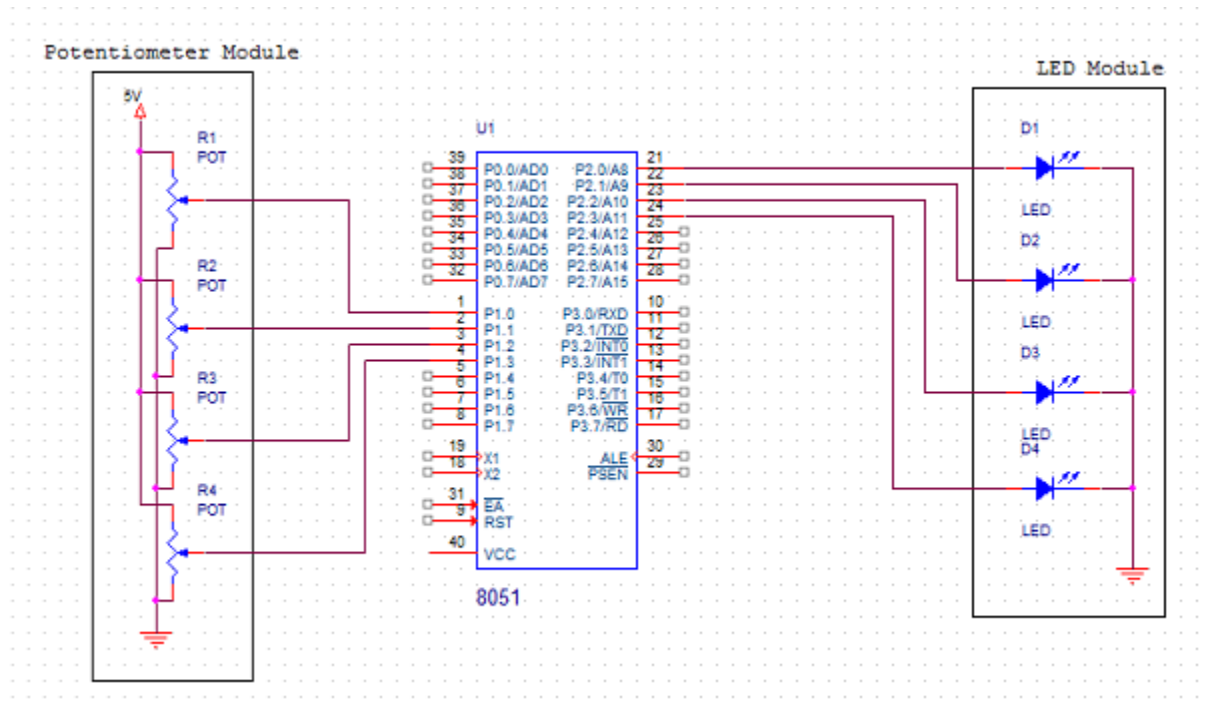 Potentiometer Module
5V
R1
POT
R2
POT
R3
POT
R4
POT
U1
39 P0.0/AD0 P2.0/A8 21
38 P0.1/AD1 P2.1/A9 22
37 P0.2/AD2 P2.2/A10 23
36 P0.3/AD3 P2.3/A11 24
35 P0.4/AD4 P2.4/A12 25
34 P0.5/AD5 P2.5/A13 26
33 P0.6/AD6 P2.6/A14 27
32 P0.7/AD7 P2.7/A15 28
1 P1.0 P3.0/RXD 10
2 P1.1 P3.1/TXD 11
3 P1.2 P3.2/INT0 12
4 P1.3 P3.3/INT1 13
5 P1.4 P3.4/T0 14
6 P1.5 P3.5/T1 15
7 P1.6 P3.6/WR 16
8 P1.7 P3.7/RD 17
19 X1 ALE 30
18 X2 PSEN 29
31 EA
9 RST
40 VCC
8051
LED Module
D1
LED
D2
LED
D3
LED
D4
LED